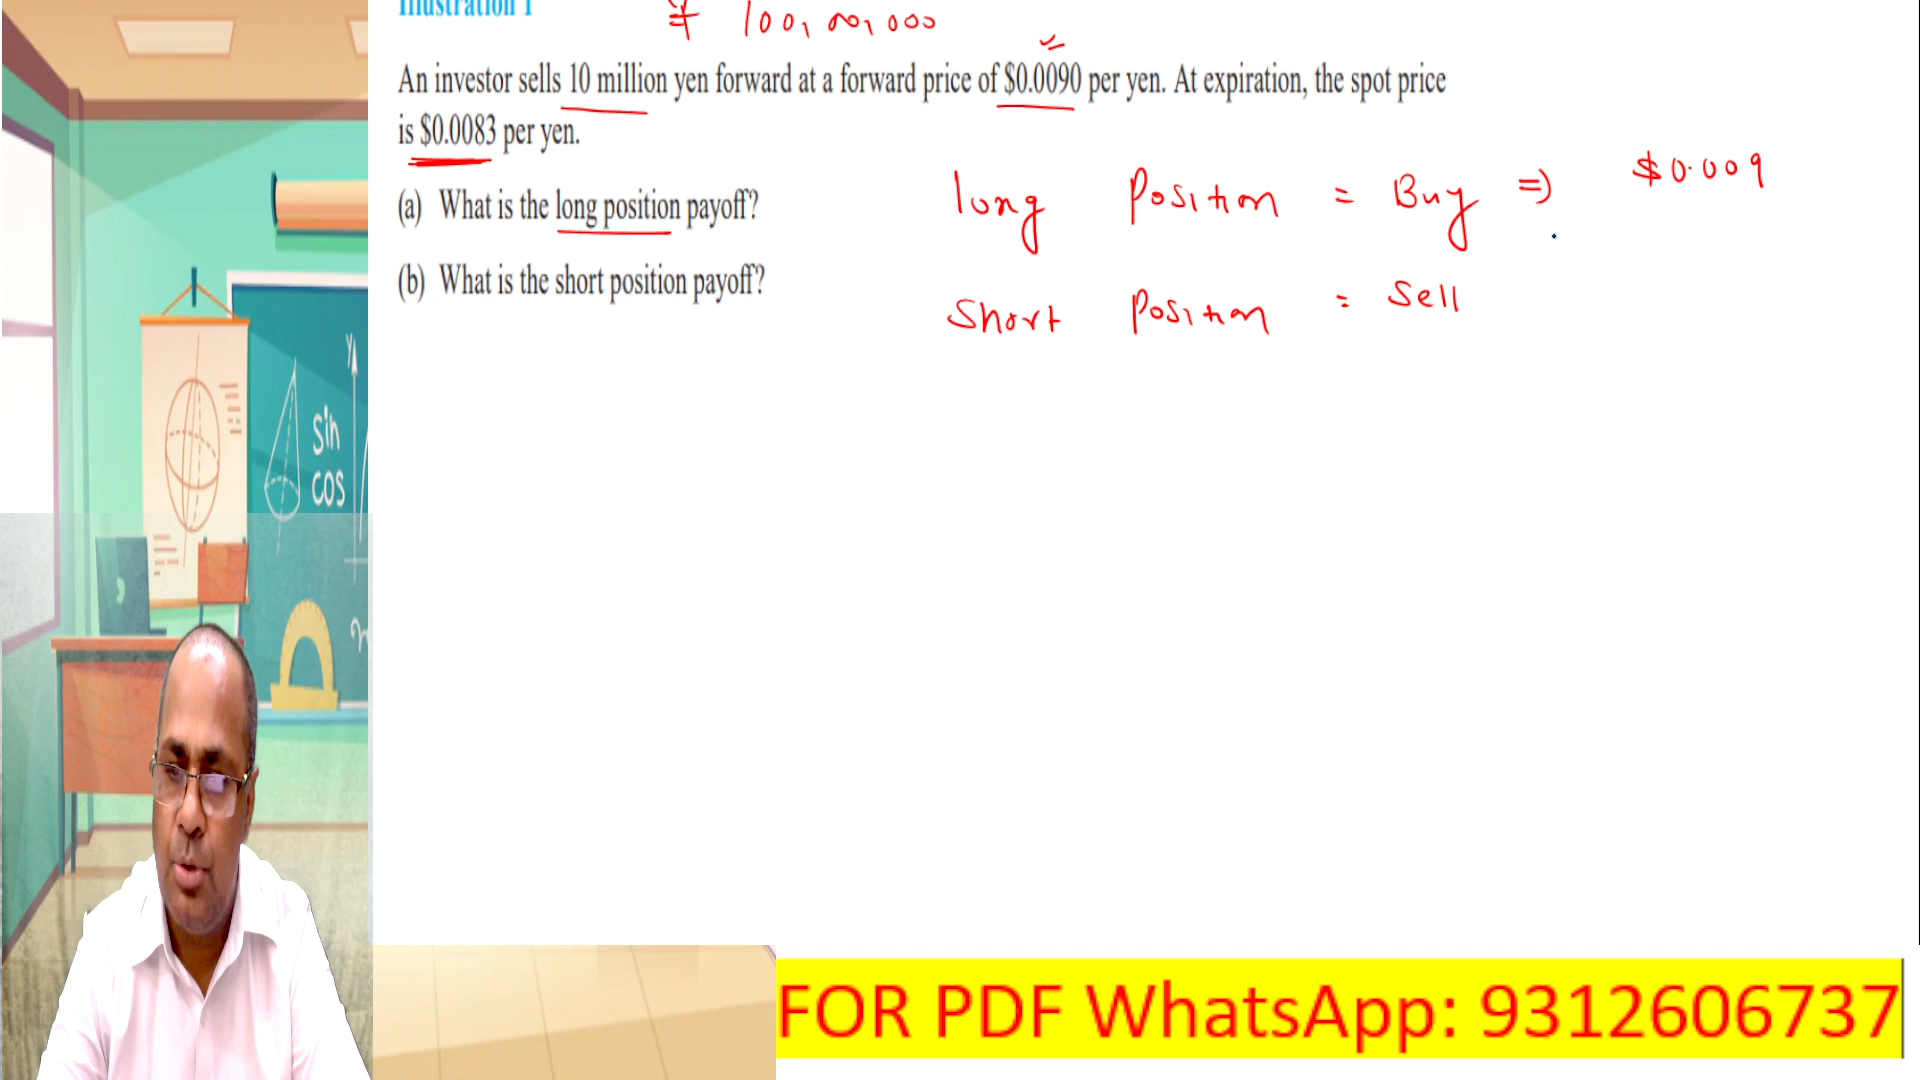 Illustration 1
¥ 100,00,000
An investor sells 10 million yen forward at a forward price of $0.0090 per yen. At expiration, the spot price
is $0.0083 per yen.
(a) What is the long position payoff?
(b) What is the short position payoff?
long Position = Buy ⇒ $0.009
Short Position = Sell
y
sin
cos
FOR PDF WhatsApp: 9312606737